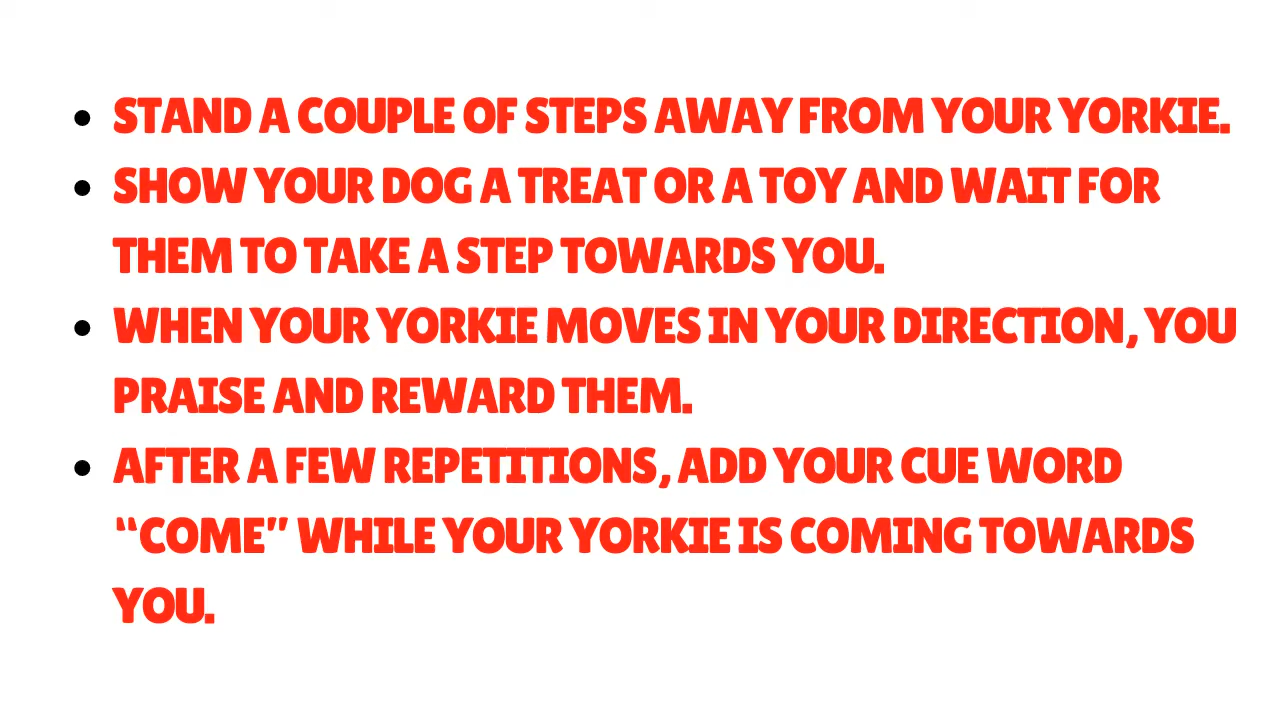 STAND A COUPLE OF STEPS AWAY FROM YOUR YORKIE.
SHOW YOUR DOG A TREAT OR A TOY AND WAIT FOR
THEM TO TAKE A STEP TOWARDS YOU.
WHEN YOUR YORKIE MOVES IN YOUR DIRECTION, YOU
PRAISE AND REWARD THEM.
AFTER A FEW REPETITIONS, ADD YOUR CUE WORD
“COME” WHILE YOUR YORKIE IS COMING TOWARDS
YOU.